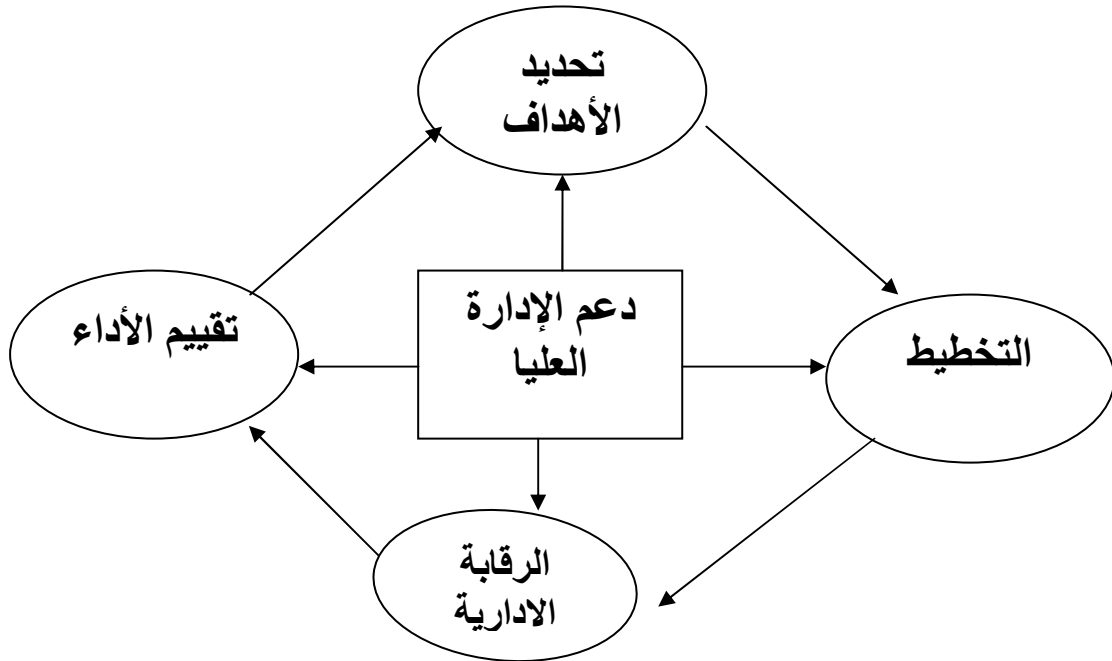 تحديد
الأهداف
دعم الإدارة
العليا
تقييم الأداء
التخطيط
الرقابة
الادارية